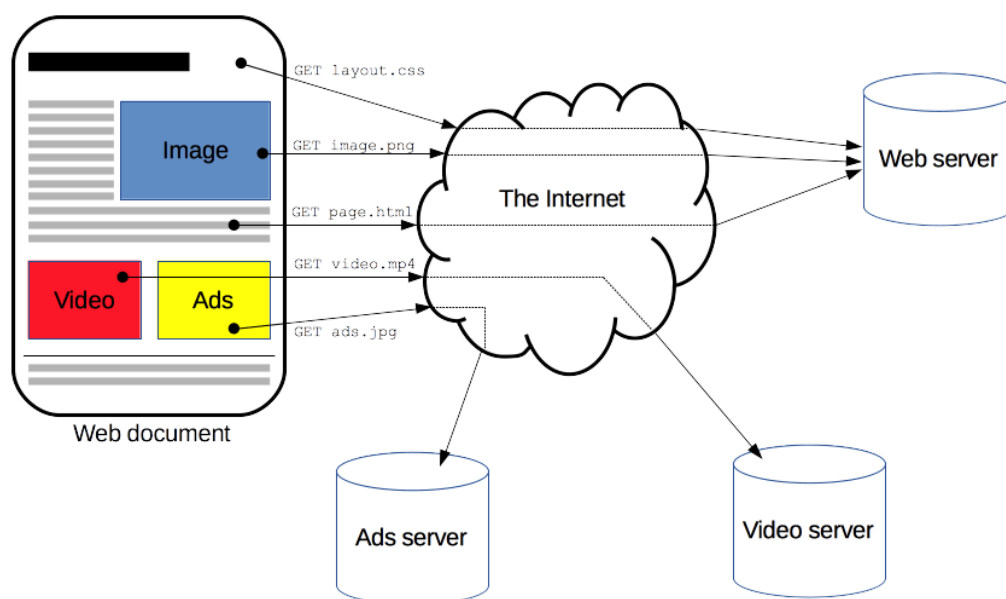 GET layout.css
Image
GET image.png
Web server
The Internet
GET page.html
GET video.mp4
Video
Ads
GET ads.jpg
Web document
Ads server
Video server